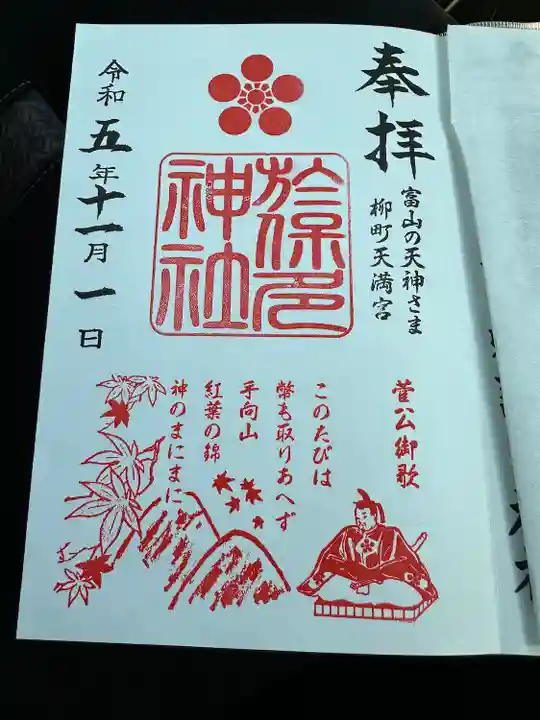 奉拝
富山の天神さま
柳町天満宮
於保多
神社
令和五年十一月一日
菅公御歌
このたびは
幣も取りあへず
手向山
紅葉の錦
神のまにまに